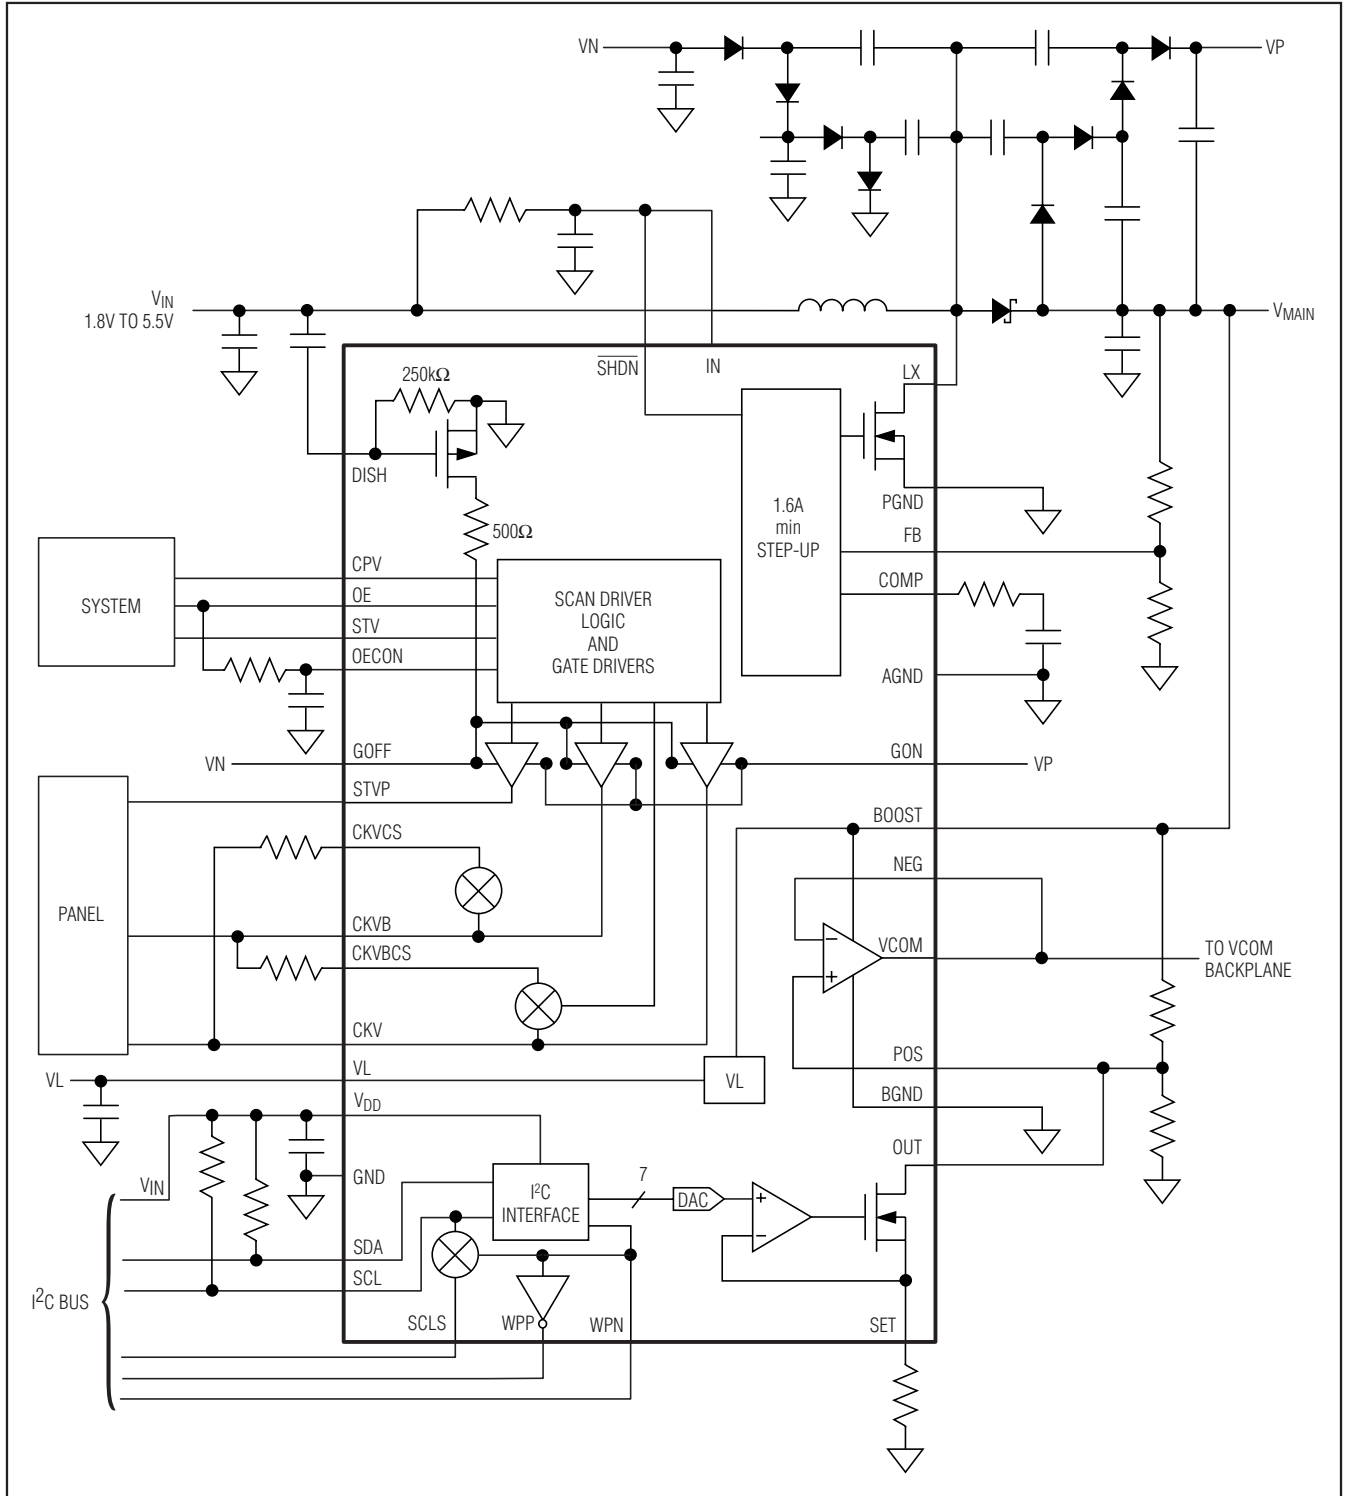 VN
VP
VIN
1.8V TO 5.5V
VMAIN
SHDN
IN
LX
250kΩ
DISH
PGND
500Ω
1.6A
min
STEP-UP
FB
CPV
SYSTEM
OE
SCAN DRIVER
LOGIC
AND
GATE DRIVERS
COMP
STV
OECON
AGND
VN
GOFF
GON
VP
STVP
BOOST
CKVCS
NEG
PANEL
CKVB
VCOM
TO VCOM
BACKPLANE
−
+
CKVBCS
CKV
POS
VL
VL
VL
VDD
BGND
OUT
VIN
GND
I2C
INTERFACE
7
DAC
+
−
SDA
SCL
I2C BUS
SCLS
WPP
WPN
SET